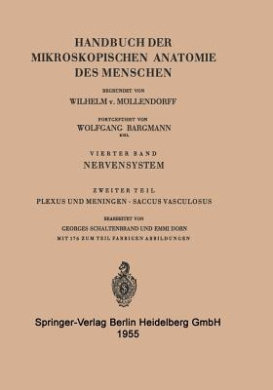 HANDBUCH DER
MIKROSKOPISCHEN ANATOMIE
DES MENSCHEN
BEGRÜNDET VON
WILHELM v. MÖLLENDORFF
FORTGEFÜHRT VON
WOLFGANG BARGMANN
KIEL
VIERTER BAND
NERVENSYSTEM
ZWEITER TEIL
PLEXUS UND MENINGEN · SACCUS VASCULOSUS
BEARBEITET VON
GEORGES SCHALTENBRAND UND EMMI DORN
MIT 176 ZUM TEIL FARBIGEN ABBILDUNGEN
Springer-Verlag Berlin Heidelberg GmbH
1955